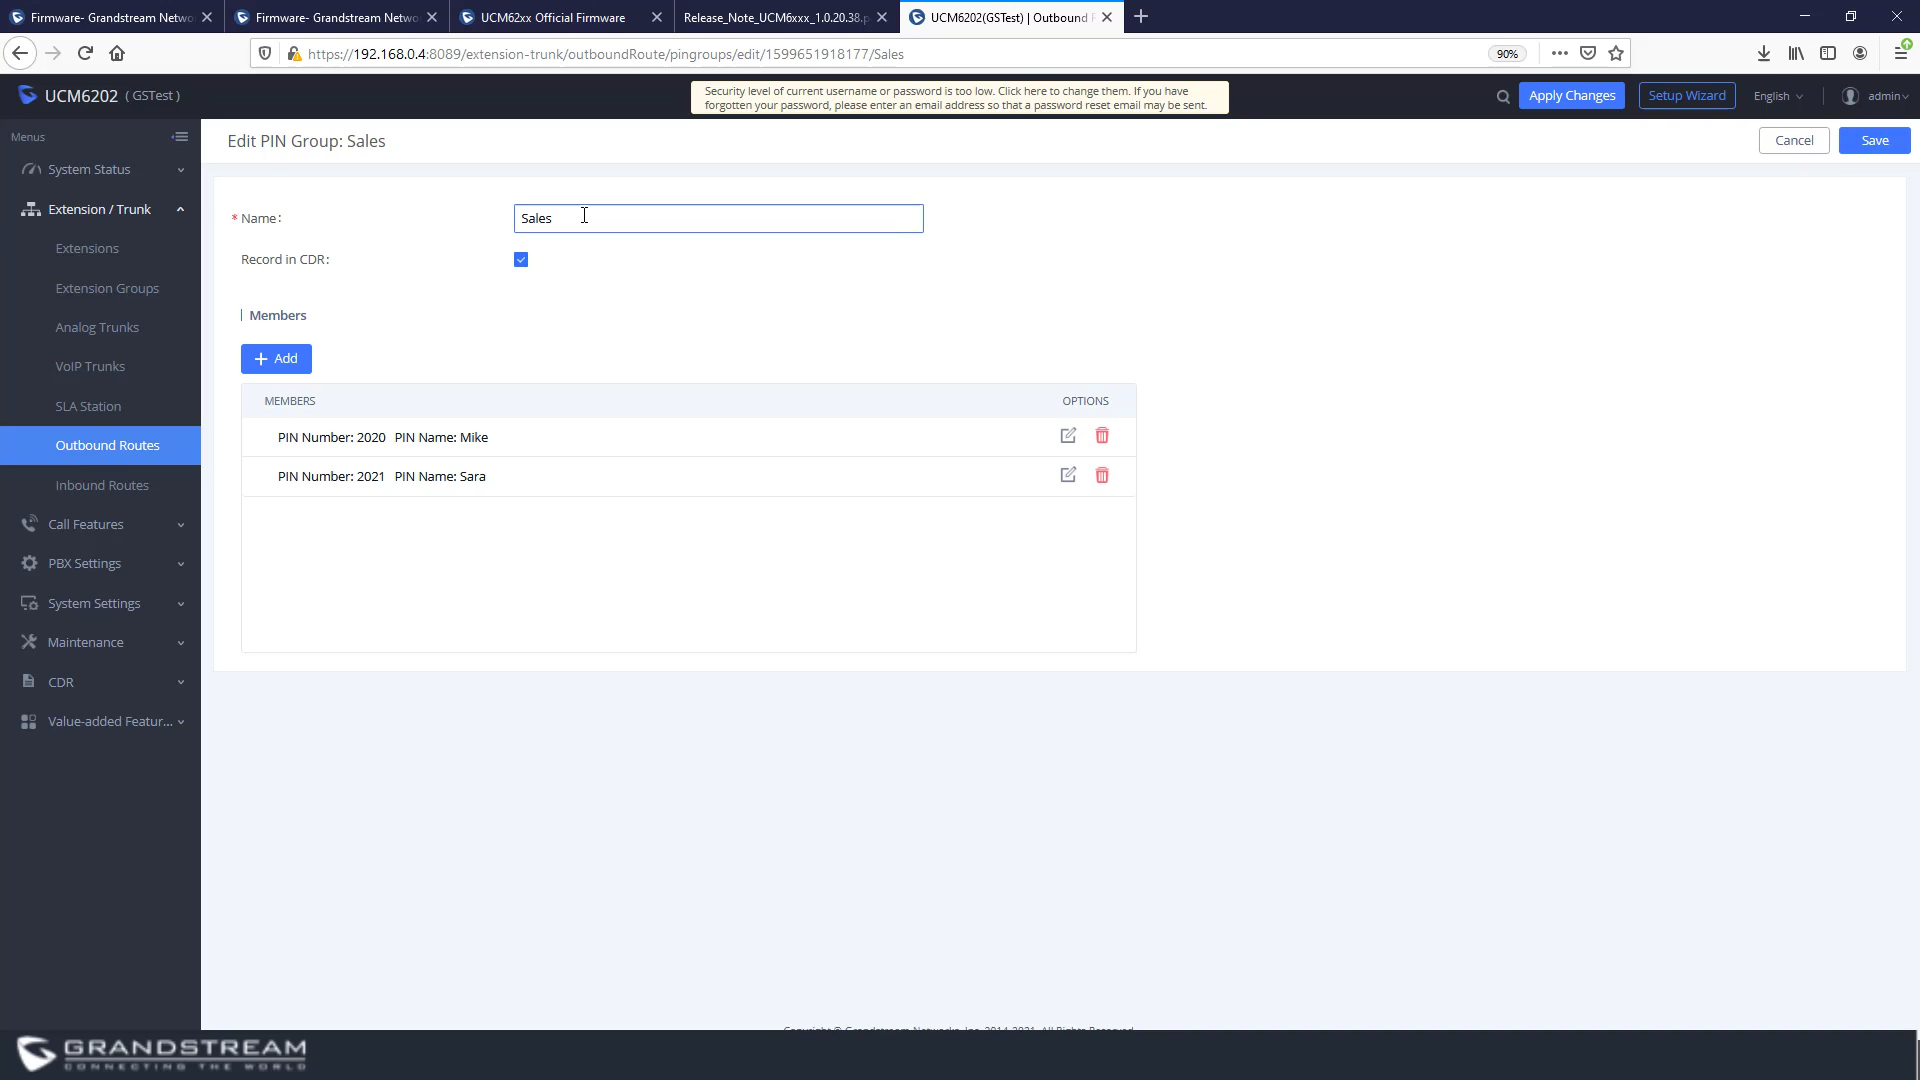 Firmware- Grandstream Netwo
Firmware- Grandstream Netwo
UCM62xx Official Firmware
Release_Note_UCM6xxx_1.0.20.38.p
UCM6202(GSTest) | Outbound R
https://192.168.0.4:8089/extension-trunk/outboundRoute/pingroups/edit/1599651918177/Sales
90%
UCM6202 ( GSTest )
Security level of current username or password is too low. Click here to change them. If you have
forgotten your password, please enter an email address so that a password reset email may be sent.
Apply Changes
Setup Wizard
English
admin
Menus
System Status
Extension / Trunk
Extensions
Extension Groups
Analog Trunks
VoIP Trunks
SLA Station
Outbound Routes
Inbound Routes
Call Features
PBX Settings
System Settings
Maintenance
CDR
Value-added Featur...
Edit PIN Group: Sales
Cancel
Save
* Name:
Sales
Record in CDR:
Members
+ Add
MEMBERS
OPTIONS
PIN Number: 2020 PIN Name: Mike
PIN Number: 2021 PIN Name: Sara
Copyright © Grandstream Networks, Inc. 2014-2021. All Rights Reserved.
GRANDSTREAM
CONNECTING THE WORLD